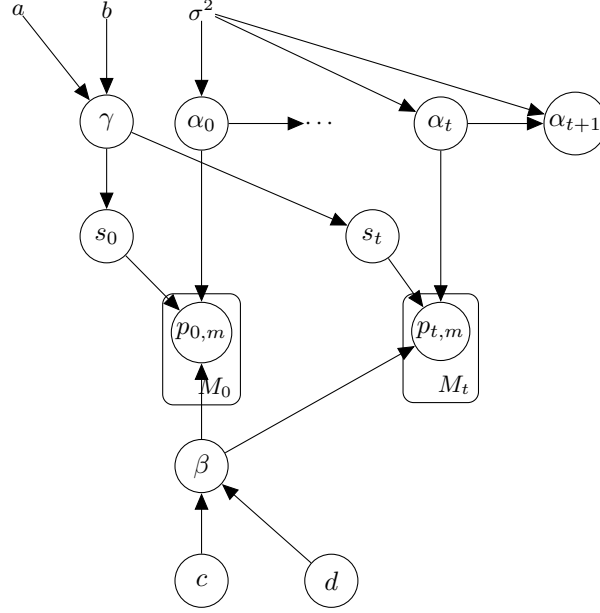 a b σ²
γ α₀ ⋯ αₜ αₜ₊₁
s₀ sₜ
p₀,ₘ pₜ,ₘ
M₀ Mₜ
β
c d